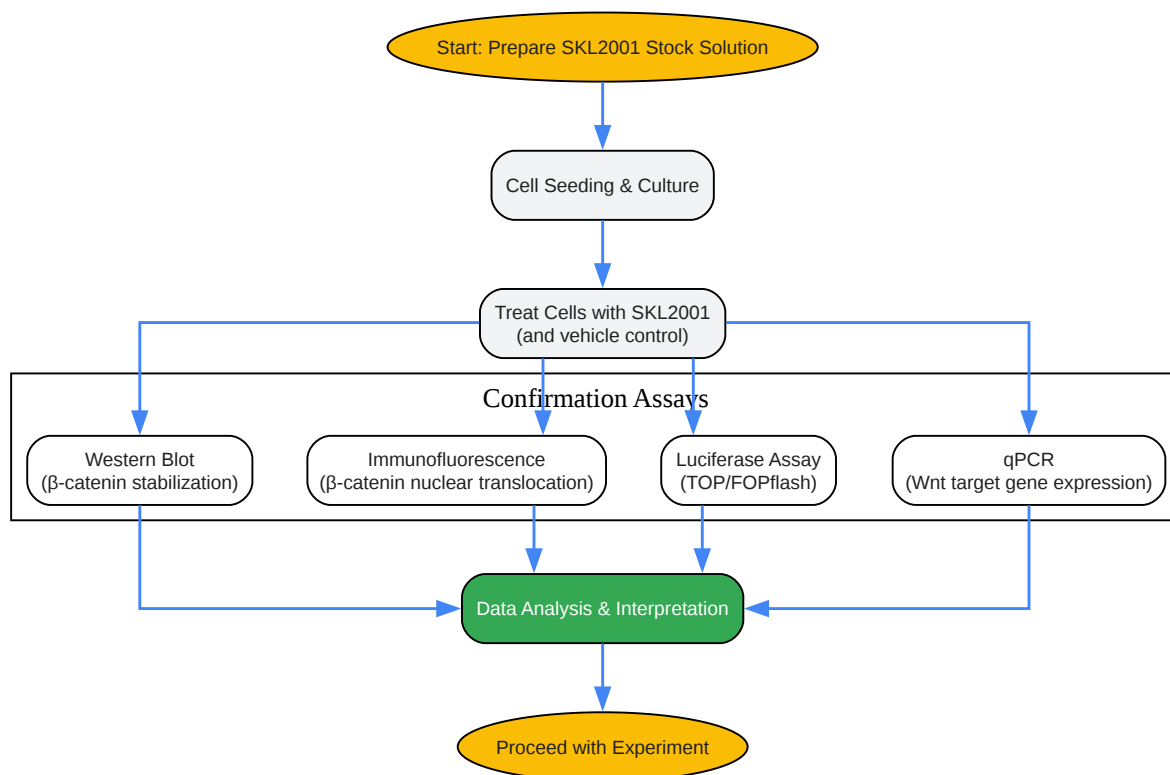 Start: Prepare SKL2001 Stock Solution
Cell Seeding & Culture
Treat Cells with SKL2001
(and vehicle control)
Confirmation Assays
Western Blot
(β-catenin stabilization)
Immunofluorescence
(β-catenin nuclear translocation)
Luciferase Assay
(TOP/FOPflash)
qPCR
(Wnt target gene expression)
Data Analysis & Interpretation
Proceed with Experiment